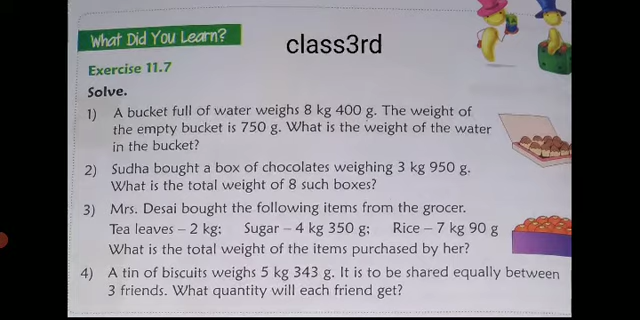 What Did You Learn?
class3rd
Exercise 11.7
Solve.
1) A bucket full of water weighs 8 kg 400 g. The weight of
the empty bucket is 750 g. What is the weight of the water
in the bucket?
2) Sudha bought a box of chocolates weighing 3 kg 950 g.
What is the total weight of 8 such boxes?
3) Mrs. Desai bought the following items from the grocer.
Tea leaves – 2 kg; Sugar – 4 kg 350 g; Rice – 7 kg 90 g
What is the total weight of the items purchased by her?
4) A tin of biscuits weighs 5 kg 343 g. It is to be shared equally between
3 friends. What quantity will each friend get?